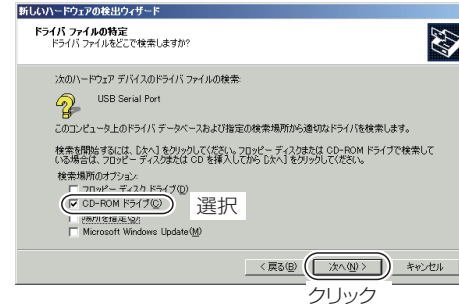 新しいハードウェアの検出ウィザード
ドライバ ファイルの特定
ドライバ ファイルをどこで検索しますか?
次のハードウェア デバイスのドライバ ファイルの検索:
USB Serial Port
このコンピュータ上のドライバ データベースおよび指定の検索場所から適切なドライバを検索します。
検索を開始するには、[次へ] をクリックしてください。フロッピー ディスクまたは CD-ROM ドライブで検索して
いる場合は、フロッピー ディスクまたは CD を挿入してから [次へ] をクリックしてください。
検索場所のオプション:
フロッピー ディスク ドライブ(D)
CD-ROM ドライブ(C) 選択
場所を指定(S)
Microsoft Windows Update(M)
< 戻る(B) 次へ(N) > キャンセル
クリック